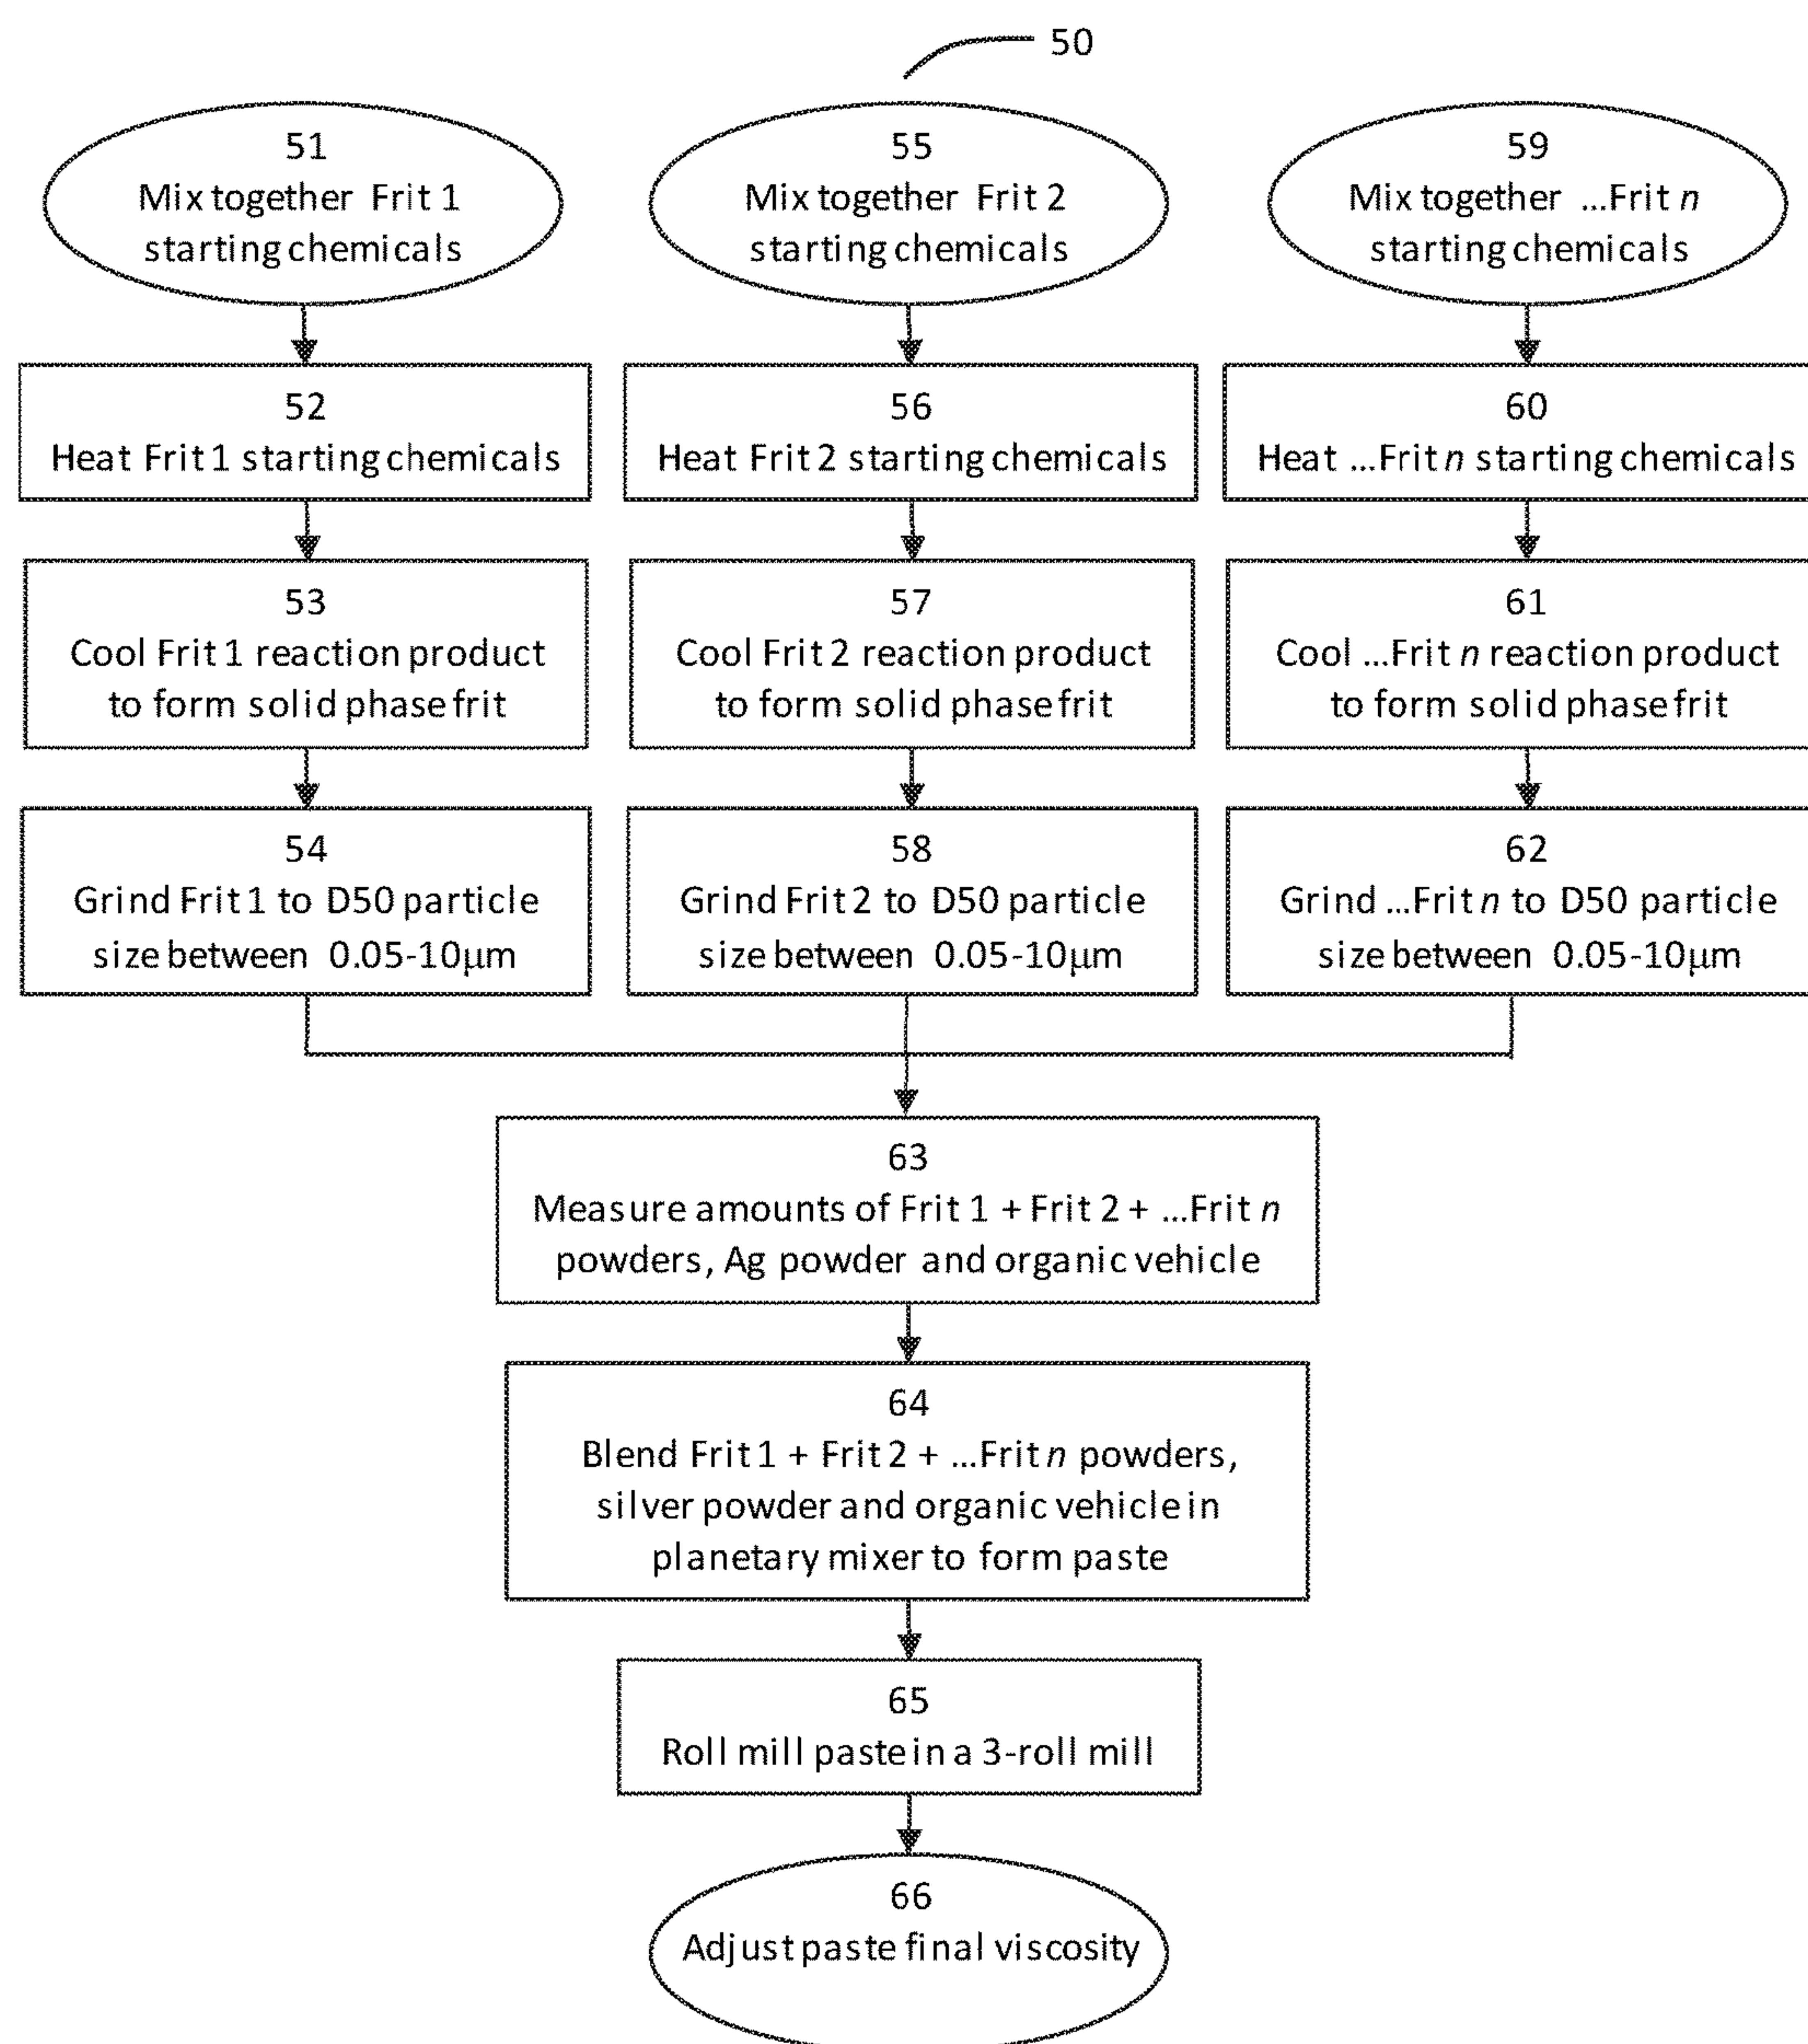 50
51
Mix together Frit 1
starting chemicals
55
Mix together Frit 2
starting chemicals
59
Mix together ...Frit n
starting chemicals
52
Heat Frit 1 starting chemicals
56
Heat Frit 2 starting chemicals
60
Heat ...Frit n starting chemicals
53
Cool Frit 1 reaction product
to form solid phase frit
57
Cool Frit 2 reaction product
to form solid phase frit
61
Cool ...Frit n reaction product
to form solid phase frit
54
Grind Frit 1 to D50 particle
size between 0.05-10µm
58
Grind Frit 2 to D50 particle
size between 0.05-10µm
62
Grind ...Frit n to D50 particle
size between 0.05-10µm
63
Measure amounts of Frit 1 + Frit 2 + ...Frit n
powders, Ag powder and organic vehicle
64
Blend Frit 1 + Frit 2 + ...Frit n powders,
silver powder and organic vehicle in
planetary mixer to form paste
65
Roll mill paste in a 3-roll mill
66
Adjust paste final viscosity